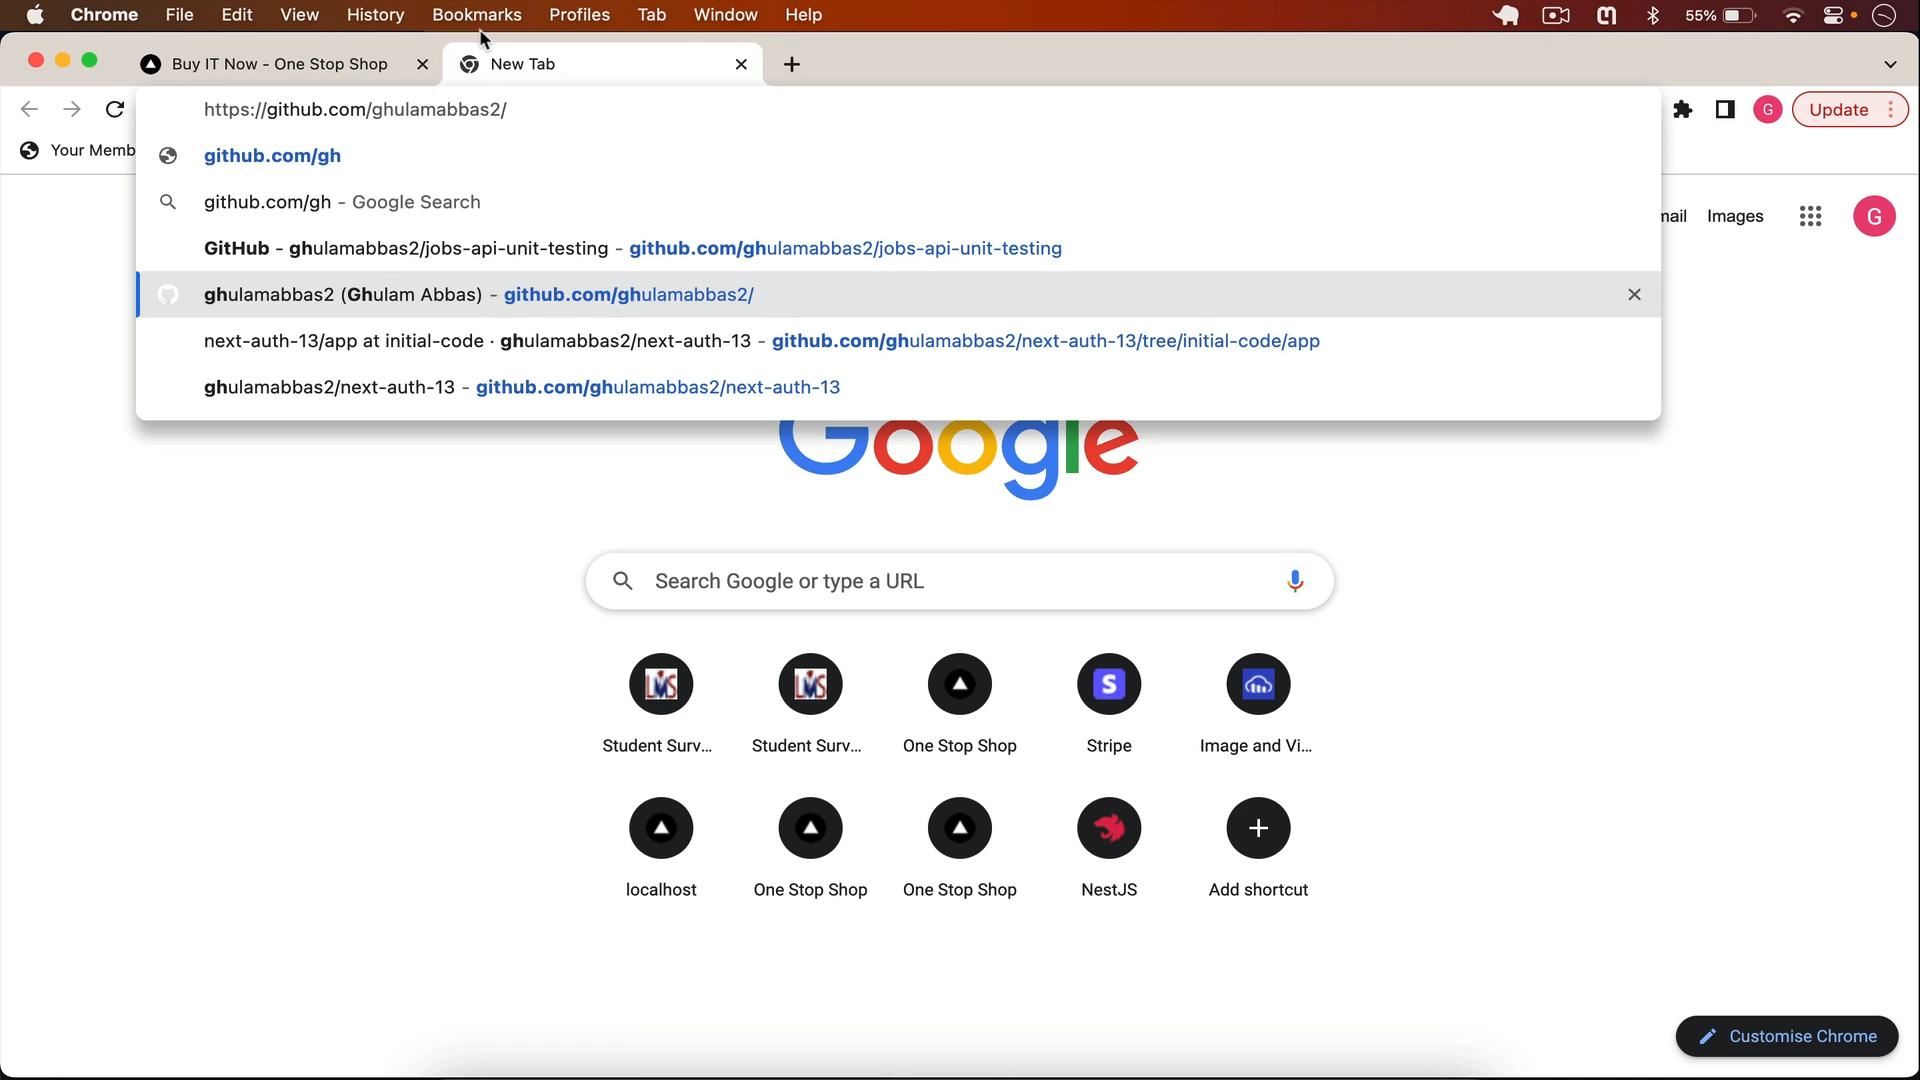 Chrome File Edit View History Bookmarks Profiles Tab Window Help 55%
Buy IT Now - One Stop Shop New Tab
https://github.com/ghulamabbas2/ G Update
Your Memb github.com/gh
github.com/gh - Google Search
mail Images G
GitHub - ghulamabbas2/jobs-api-unit-testing - github.com/ghulamabbas2/jobs-api-unit-testing
ghulamabbas2 (Ghulam Abbas) - github.com/ghulamabbas2/
next-auth-13/app at initial-code · ghulamabbas2/next-auth-13 - github.com/ghulamabbas2/next-auth-13/tree/initial-code/app
ghulamabbas2/next-auth-13 - github.com/ghulamabbas2/next-auth-13
Google
Search Google or type a URL
LMS LMS S
Student Surv... Student Surv... One Stop Shop Stripe Image and Vi...
localhost One Stop Shop One Stop Shop NestJS Add shortcut
Customise Chrome